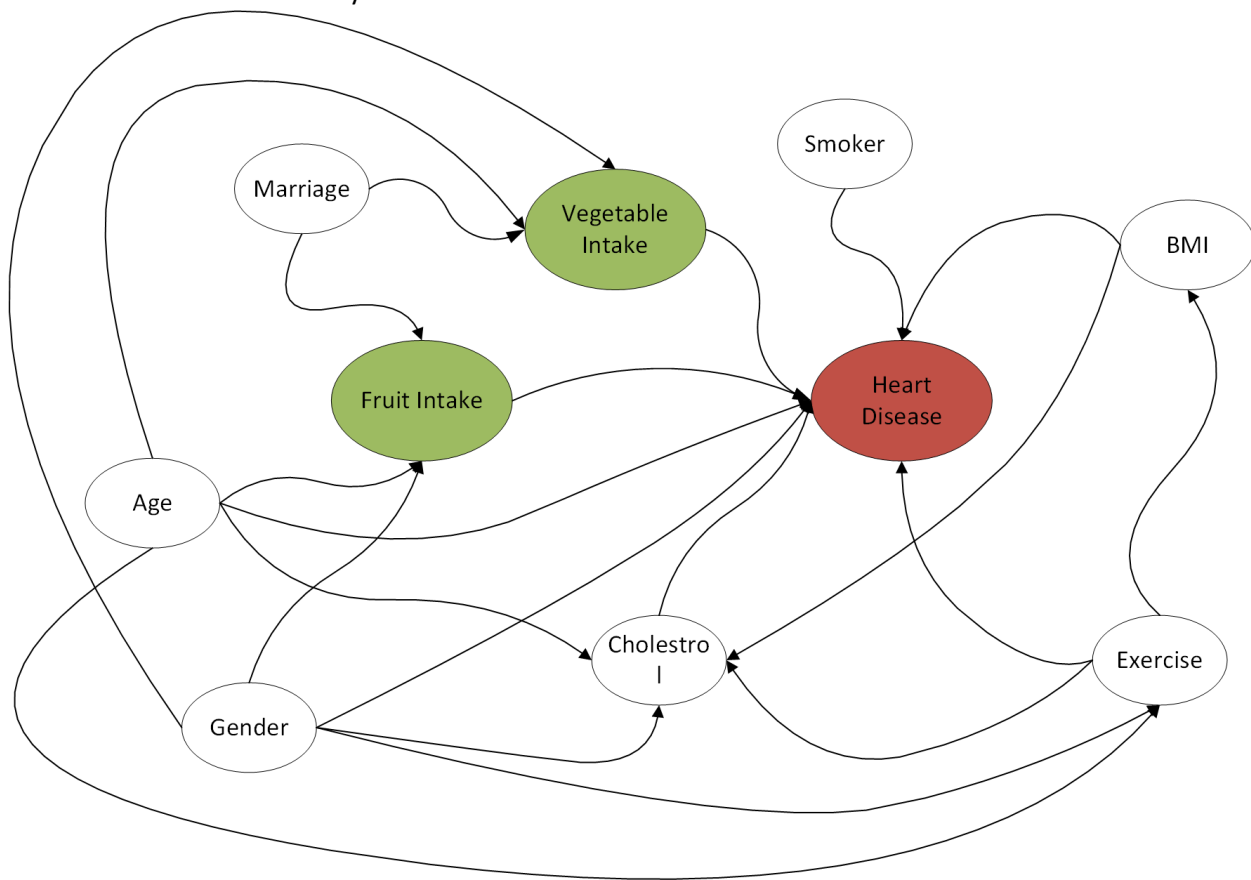 Smoker
Marriage
Vegetable
Intake
BMI
Fruit Intake
Heart
Disease
Age
Cholestro
l
Exercise
Gender